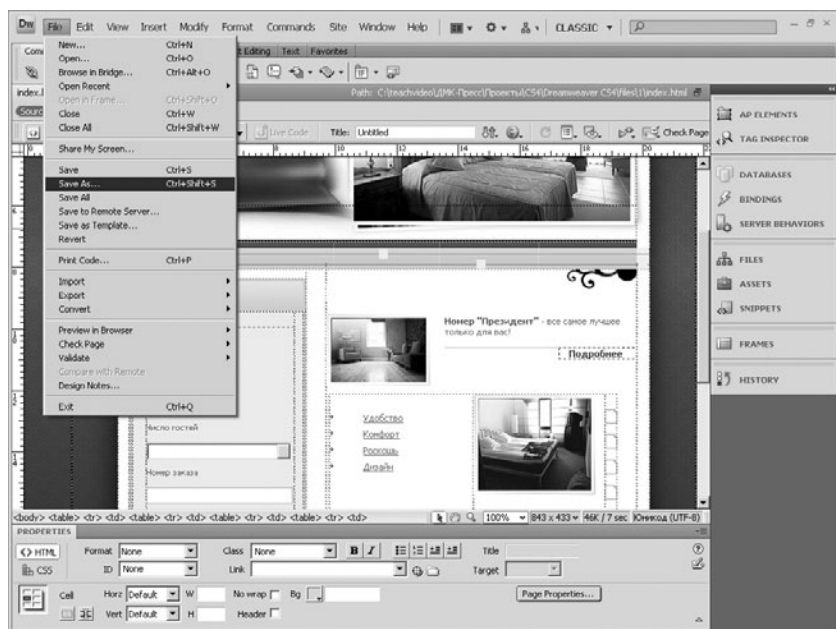 Dw File Edit View Insert Modify Format Commands Site Window Help CLASSIC
New... Ctrl+N
Open... Ctrl+O
Browse in Bridge... Ctrl+Alt+O
Open Recent
Open in Frame... Ctrl+Shift+O
Close Ctrl+W
Close All Ctrl+Shift+W
Share My Screen...
Save Ctrl+S
Save As... Ctrl+Shift+S
Save All
Save to Remote Server...
Save as Template...
Revert
Print Code... Ctrl+P
Import
Export
Convert
Preview in Browser
Check Page
Validate
Compare with Remote
Design Notes...
Exit Ctrl+Q
Editing Text Favorites
Path: C:\teachvideo\ДМК-Пресс\Проекты\CS4\Dreamweaver CS4\files\1\index.html
Live Code Title: Untitled Check Page
Номер "Президент" - все самое лучшее
только для вас!
Подробнее
Число гостей
Номер заказа
Удобство
Комфорт
Роскошь
Дизайн
AP ELEMENTS
TAG INSPECTOR
DATABASES
BINDINGS
SERVER BEHAVIORS
FILES
ASSETS
SNIPPETS
FRAMES
HISTORY
<body> <table> <tr> <td> <table> <tr> <td> <table> <tr> <td> <table> <tr> <td> 100% 843 x 433 46K / 7 sec Юникод (UTF-8)
PROPERTIES
<> HTML Format None Class None B I Title
CSS ID None Link Target
Cell Horz Default W No wrap Bg Page Properties...
Vert Default H Header